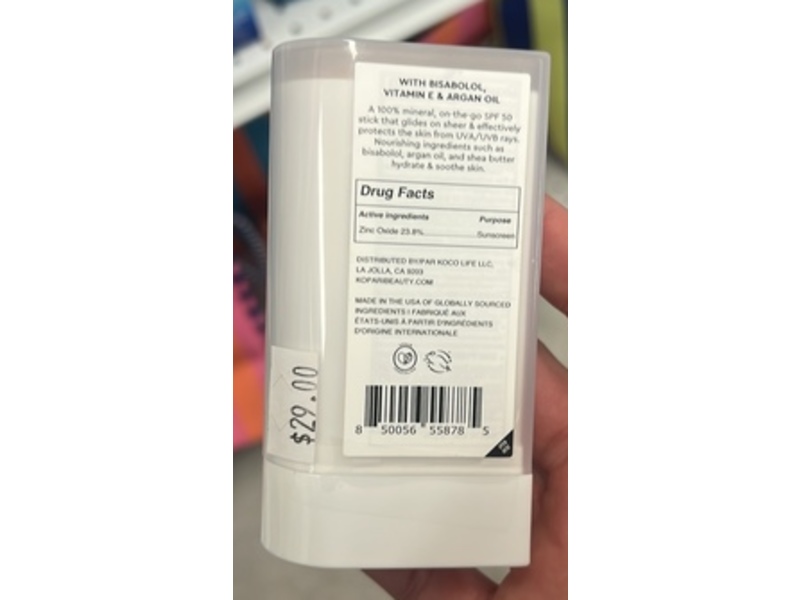 WITH BISABOLOL,
VITAMIN E & ARGAN OIL
A 100% mineral, on-the-go SPF 50
stick that glides on sheer & effectively
protects the skin from UVA/UVB rays.
Nourishing ingredients such as
bisabolol, argan oil, and shea butter
hydrate & soothe skin.
Drug Facts
Active ingredients Purpose
Zinc Oxide 23.8% Sunscreen
DISTRIBUTED BY/PAR KOCO LIFE LLC,
LA JOLLA, CA 9203
KOPARIBEAUTY.COM
MADE IN THE USA OF GLOBALLY SOURCED
INGREDIENTS | FABRIQUÉ AUX
ÉTATS-UNIS À PARTIR D'INGRÉDIENTS
D'ORIGINE INTERNATIONALE
$29.00
8 50056 55878 5